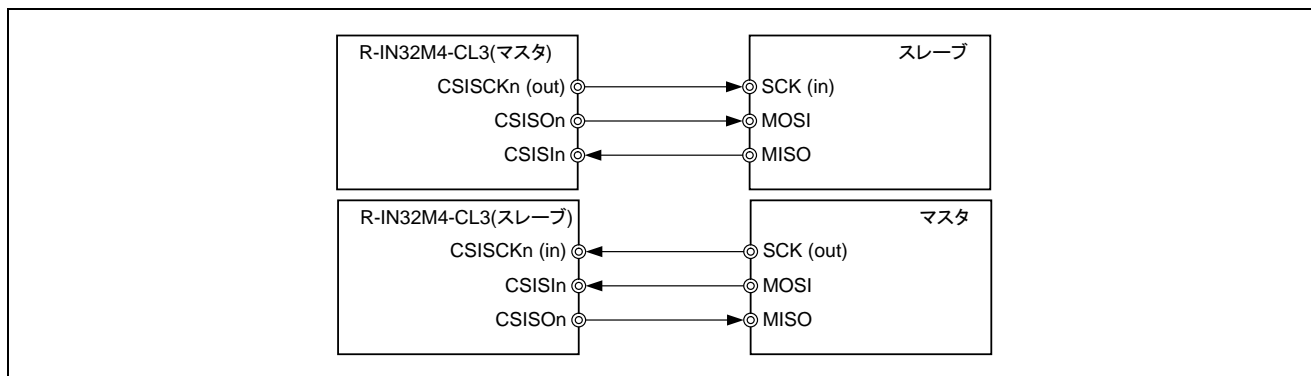 R-IN32M4-CL3(マスタ)
スレーブ
CSISCKn (out)
SCK (in)
CSISOn
MOSI
CSISIn
MISO
R-IN32M4-CL3(スレーブ)
マスタ
CSISCKn (in)
SCK (out)
CSISIn
MOSI
CSISOn
MISO